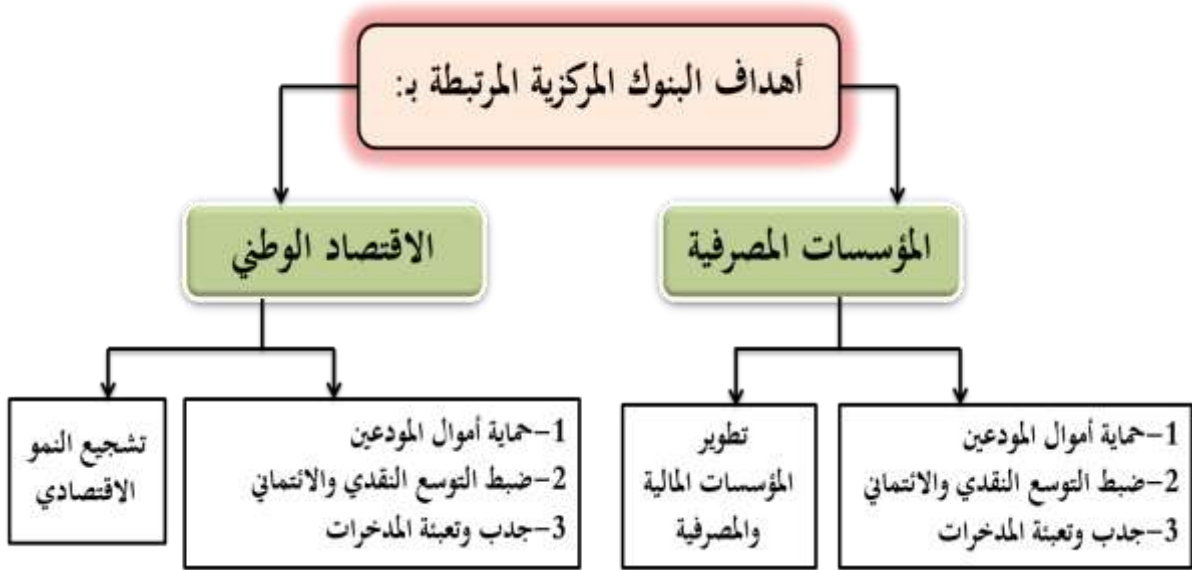 أهداف البنوك المركزية المرتبطة بـ:
المؤسسات المصرفية
الاقتصاد الوطني
1-حماية أموال المودعين
2-ضبط التوسع النقدي والائتماني
3-جدب وتعبئة المدخرات
تطوير
المؤسسات المالية
والمصرفية
1-حماية أموال المودعين
2-ضبط التوسع النقدي والائتماني
3-جدب وتعبئة المدخرات
تشجيع النمو
الاقتصادي